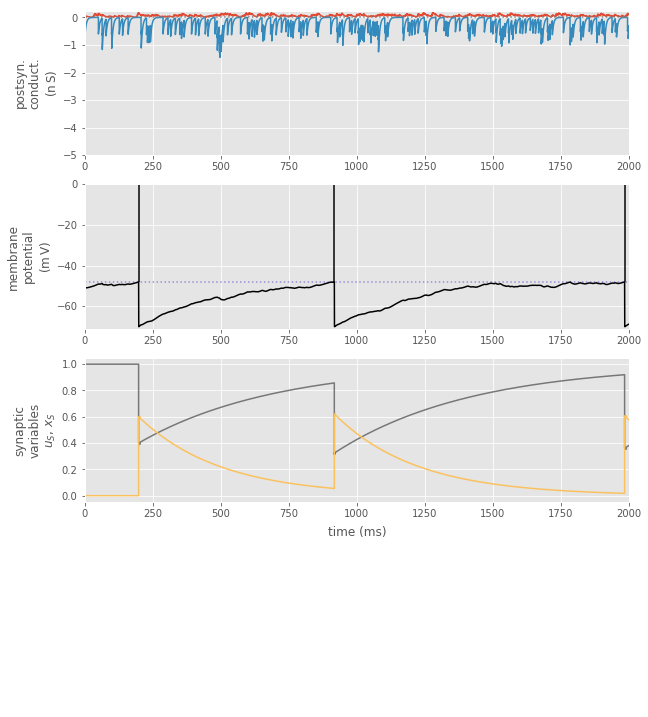 0
−1
−2
−3
−4
−5
postsyn.
conduct.
(n S)
0 250 500 750 1000 1250 1500 1750 2000
0
−20
−40
−60
membrane
potential
(m V)
0 250 500 750 1000 1250 1500 1750 2000
1.0
0.8
0.6
0.4
0.2
0.0
synaptic
variables
u_S, x_S
0 250 500 750 1000 1250 1500 1750 2000
time (ms)